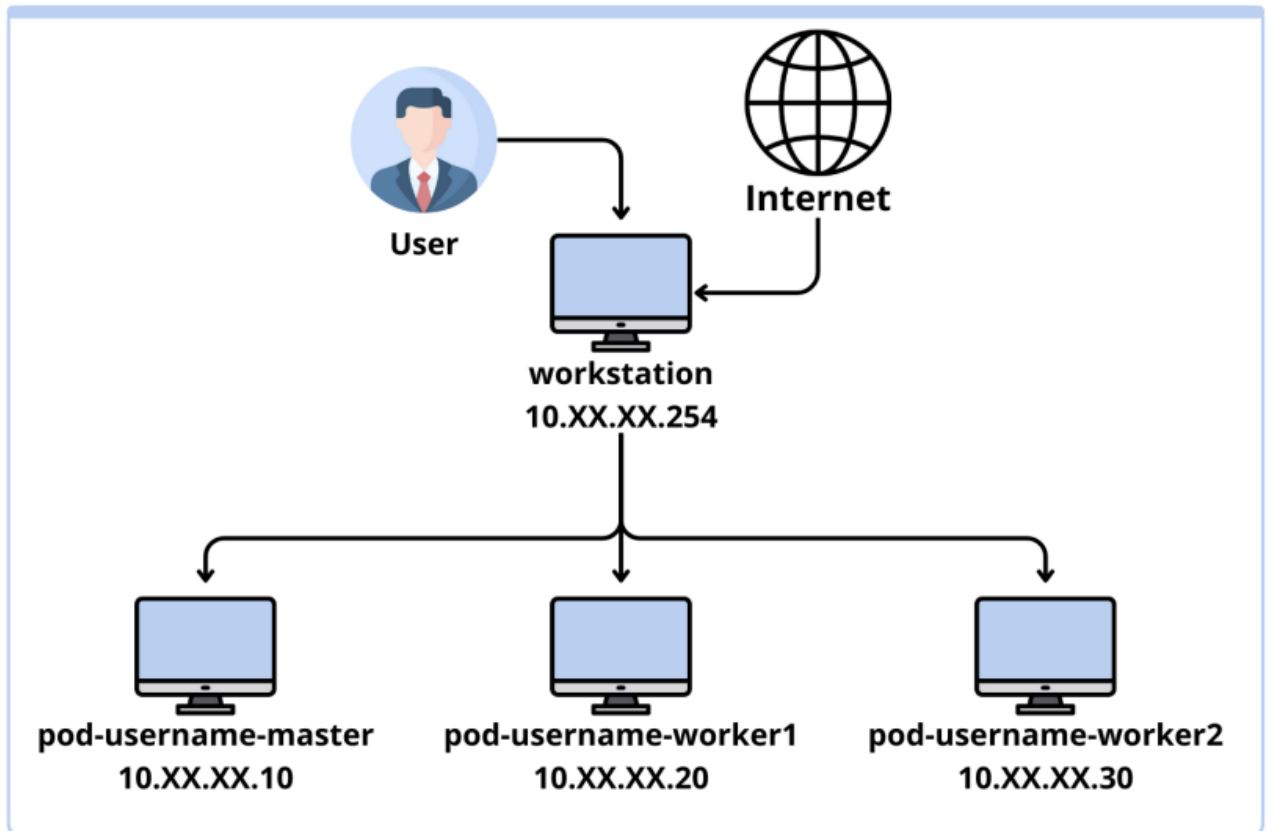 User
Internet
workstation
10.XX.XX.254
pod-username-master
10.XX.XX.10
pod-username-worker1
10.XX.XX.20
pod-username-worker2
10.XX.XX.30